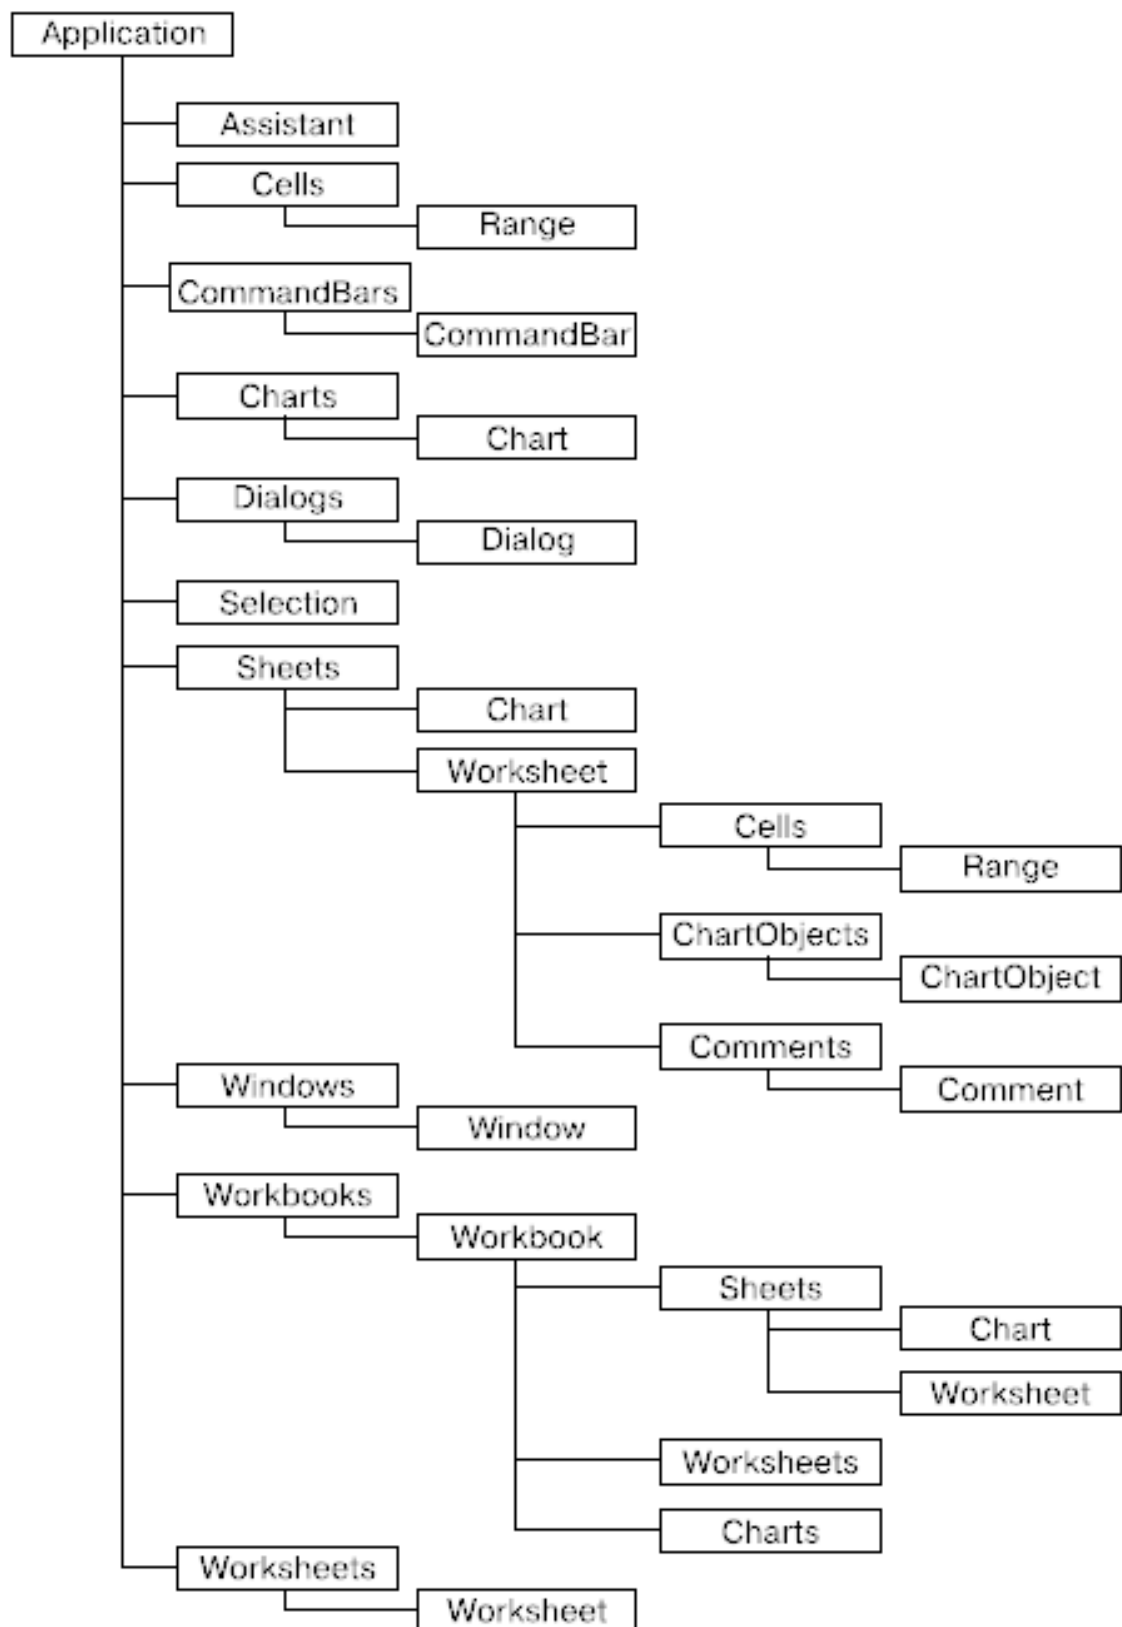 Application
Assistant
Cells
Range
CommandBars
CommandBar
Charts
Chart
Dialogs
Dialog
Selection
Sheets
Chart
Worksheet
Cells
Range
ChartObjects
ChartObject
Comments
Comment
Windows
Window
Workbooks
Workbook
Sheets
Chart
Worksheet
Worksheets
Charts
Worksheets
Worksheet